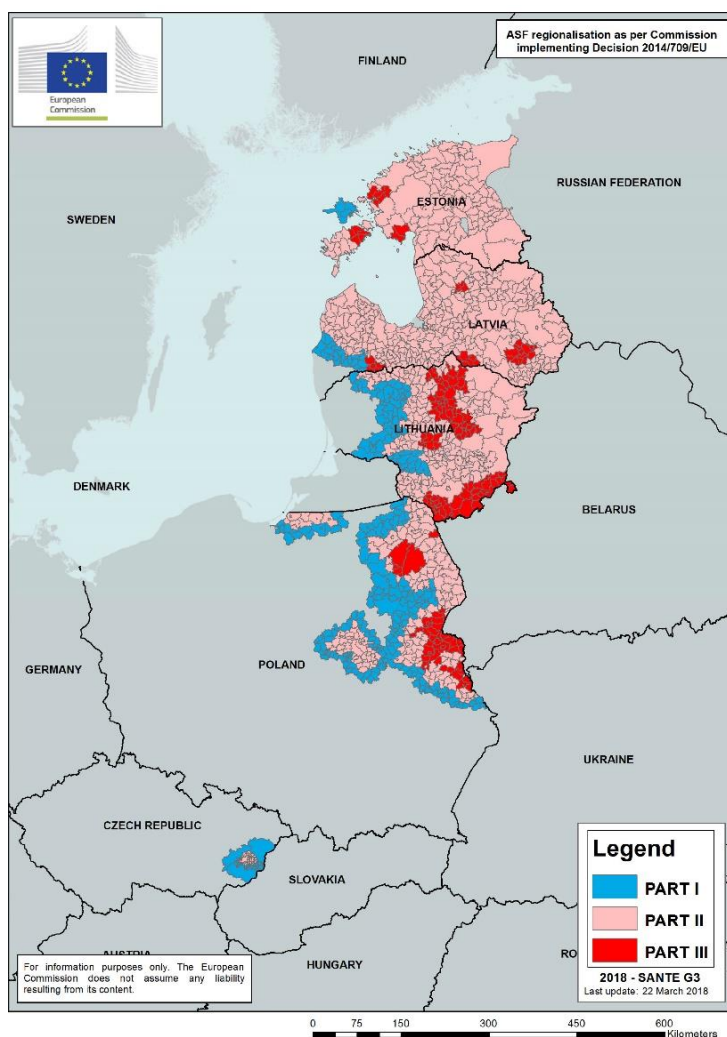 ASF regionalisation as per Commission
implementing Decision 2014/709/EU
European
Commission
FINLAND
RUSSIAN FEDERATION
ESTONIA
SWEDEN
LATVIA
LITHUANIA
DENMARK
BELARUS
GERMANY
POLAND
UKRAINE
CZECH REPUBLIC
SLOVAKIA
AUSTRIA
HUNGARY
RO
Legend
PART I
PART II
PART III
2018 - SANTE G3
Last update: 22 March 2018
For information purposes only. The European
Commission does not assume any liability
resulting from its content.
0 75 150 300 450 600
Kilometers